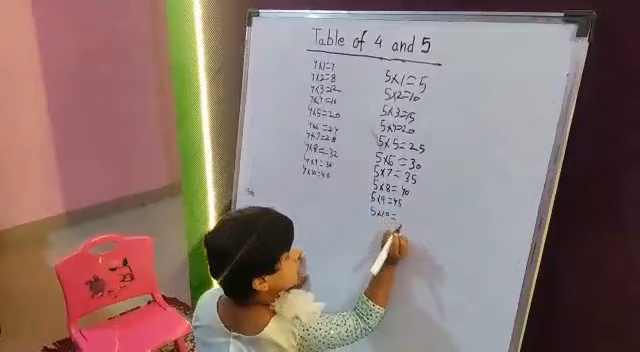 Table of 4 and 5
4x1=4
4x2=8
4x3=12
4x4=16
4x5=20
4x6=24
4x7=28
4x8=32
4x9=36
4x10=40
5x1=5
5x2=10
5x3=15
5x4=20
5x5=25
5x6=30
5x7=35
5x8=40
5x9=45
5x10=